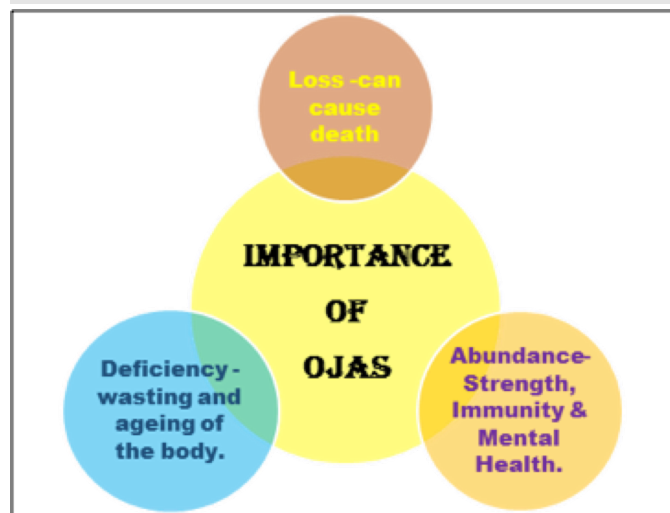 Loss -can
cause
death
IMPORTANCE
OF
OJAS
Deficiency -
wasting and
ageing of
the body.
Abundance-
Strength,
Immunity &
Mental
Health.